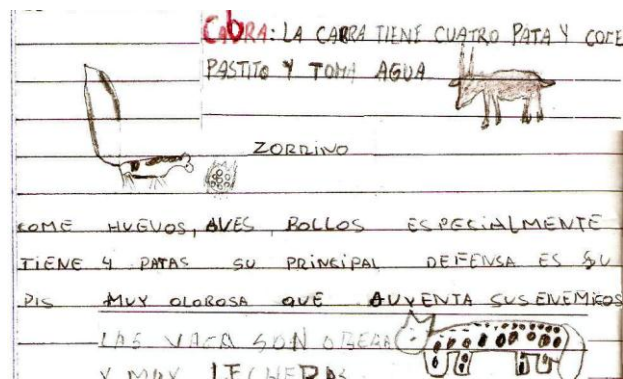 CabRA: LA CABRA TIENE CUATRO PATA Y COME
PASTITO Y TOMA AGUA
ZORRINO
COME HUEVOS, AVES, POLLOS ESPECIALMENTE
TIENE 4 PATAS SU PRINCIPAL DEFENSA ES SU
PIS MUY OLOROSA QUE AUYENTA SUS ENEMIGOS
LAS VACA SON OBERA
Y MUY LECHERAS